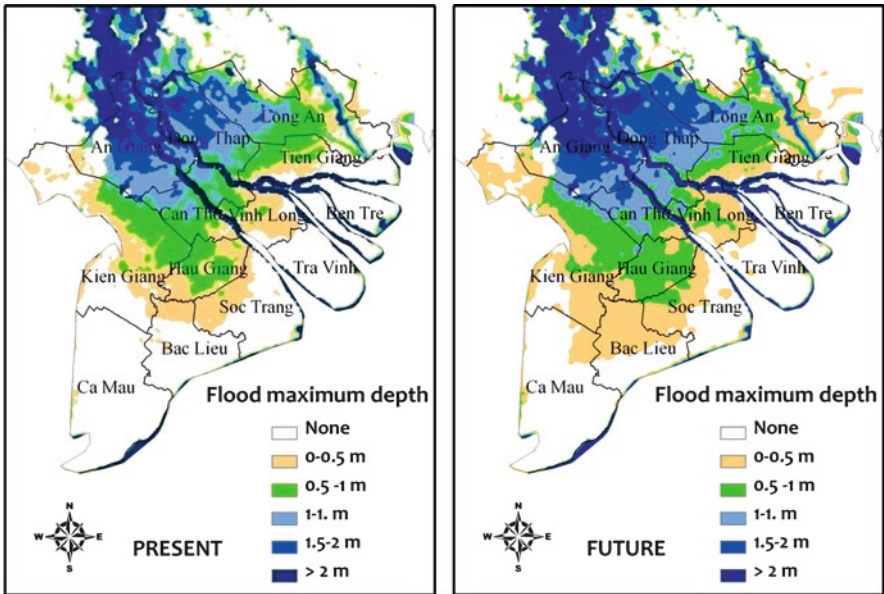 Long An
An Giang
Dong Thap
Tien Giang
Can Tho
Vinh Long
Ben Tre
Kien Giang
Hau Giang
Tra Vinh
Soc Trang
Bac Lieu
Ca Mau
Flood maximum depth
None
0-0.5 m
0.5 -1 m
1-1. m
1.5-2 m
> 2 m
N
W E
S
PRESENT
Long An
An Giang
Dong Thap
Tien Giang
Can Tho
Vinh Long
Ben Tre
Kien Giang
Hau Giang
Tra Vinh
Soc Trang
Bac Lieu
Ca Mau
Flood maximum depth
None
0-0.5 m
0.5 -1 m
1-1. m
1.5-2 m
> 2 m
N
W E
S
FUTURE